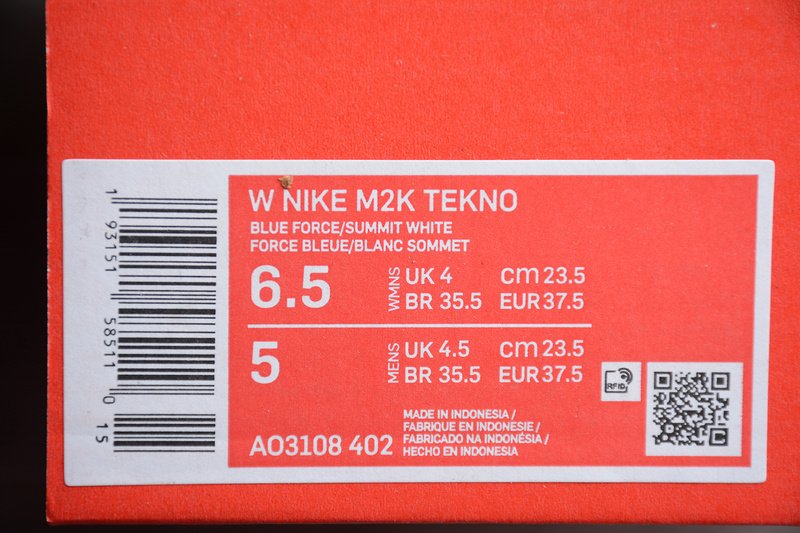 W NIKE M2K TEKNO
BLUE FORCE/SUMMIT WHITE
FORCE BLEUE/BLANC SOMMET
6.5 WMNS UK 4 cm 23.5
BR 35.5 EUR 37.5
5 MENS UK 4.5 cm 23.5
BR 35.5 EUR 37.5
RFID
AO3108 402
MADE IN INDONESIA /
FABRIQUE EN INDONESIE /
FABRICADO NA INDONÉSIA /
HECHO EN INDONESIA
1 93151 58511 0 15